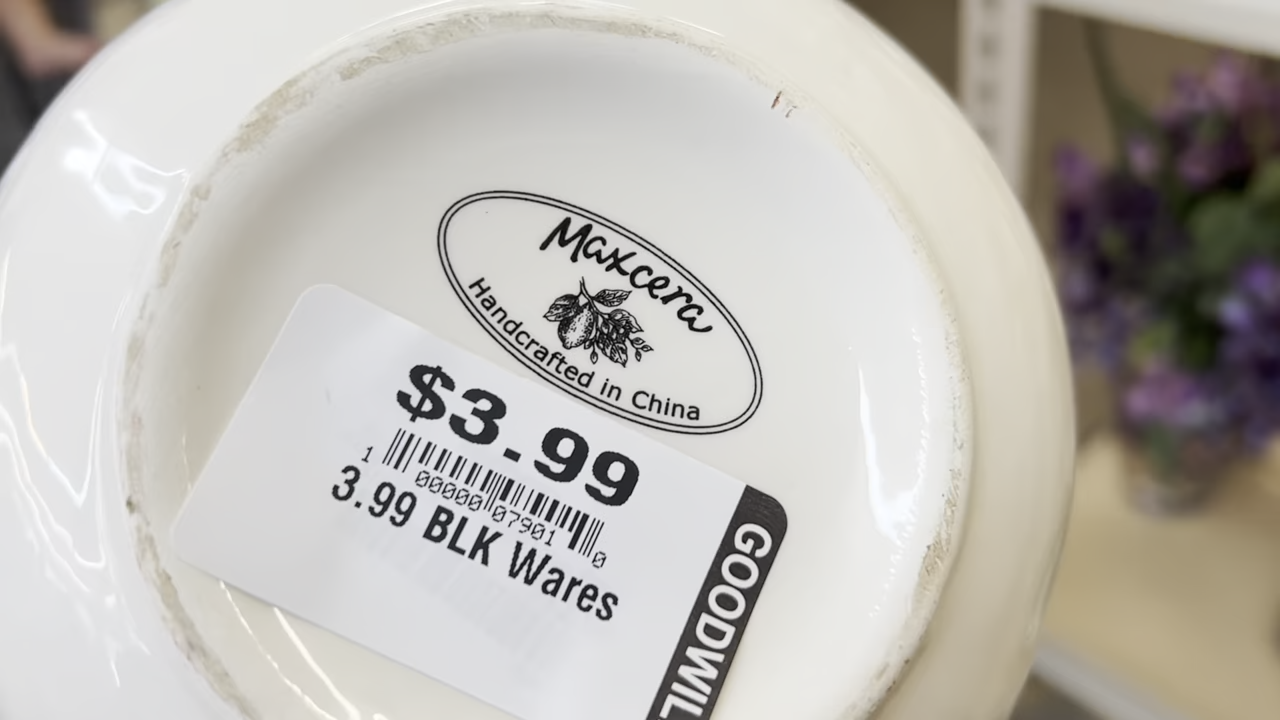 Maxcera
Handcrafted in China
$3.99
1 00000 07901 0
3.99 BLK Wares
GOODWIL